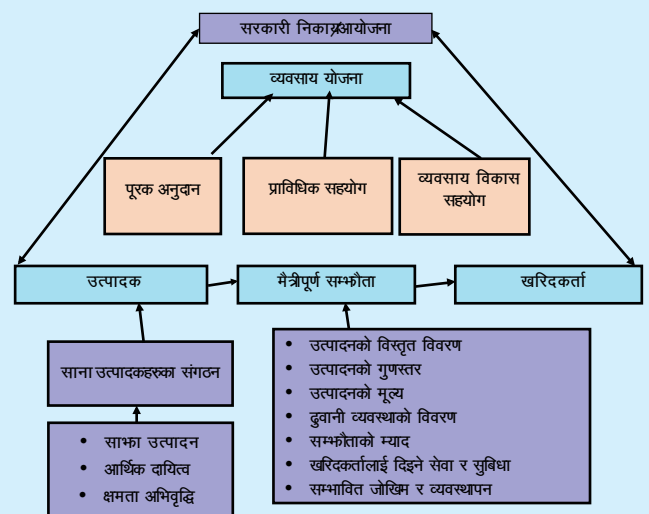 सरकारी निकाय/आयोजना
व्यवसाय योजना
पूरक अनुदान
प्राविधिक सहयोग
व्यवसाय विकास
सहयोग
उत्पादक
मैत्रीपूर्ण सम्झौता
खरिदकर्ता
साना उत्पादकहरुका संगठन
• साझा उत्पादन
• आर्थिक दायित्व
• क्षमता अभिवृद्धि
• उत्पादनको विस्तृत विवरण
• उत्पादनको गुणस्तर
• उत्पादनको मूल्य
• ढुवानी व्यवस्थाको विवरण
• सम्झौताको म्याद
• खरिदकर्तालाई दिइने सेवा र सुबिधा
• सम्भावित जोखिम र व्यवस्थापन